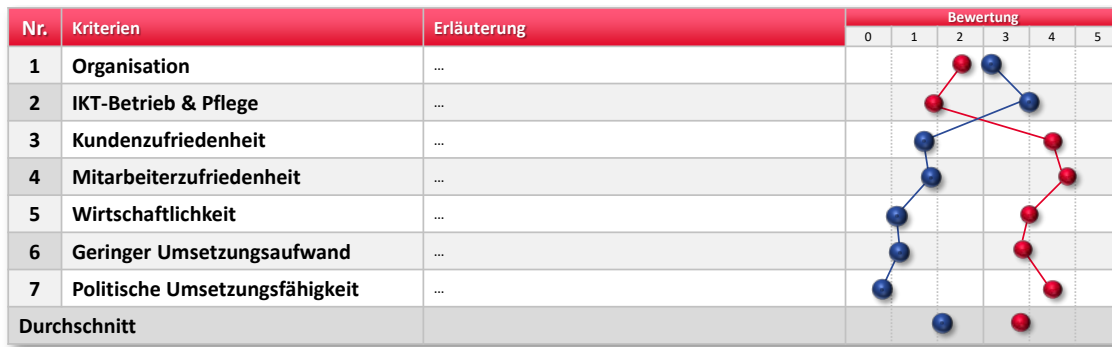 Nr. Kriterien Erläuterung Bewertung
0 1 2 3 4 5
1 Organisation ...
2 IKT-Betrieb & Pflege ...
3 Kundenzufriedenheit ...
4 Mitarbeiterzufriedenheit ...
5 Wirtschaftlichkeit ...
6 Geringer Umsetzungsaufwand ...
7 Politische Umsetzungsfähigkeit ...
Durchschnitt